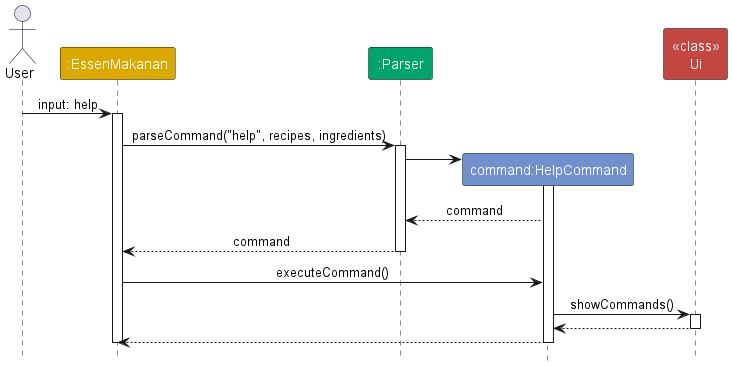 User
:EssenMakanan
:Parser
«class»
Ui
input: help
parseCommand("help", recipes, ingredients)
command:HelpCommand
command
command
executeCommand()
showCommands()